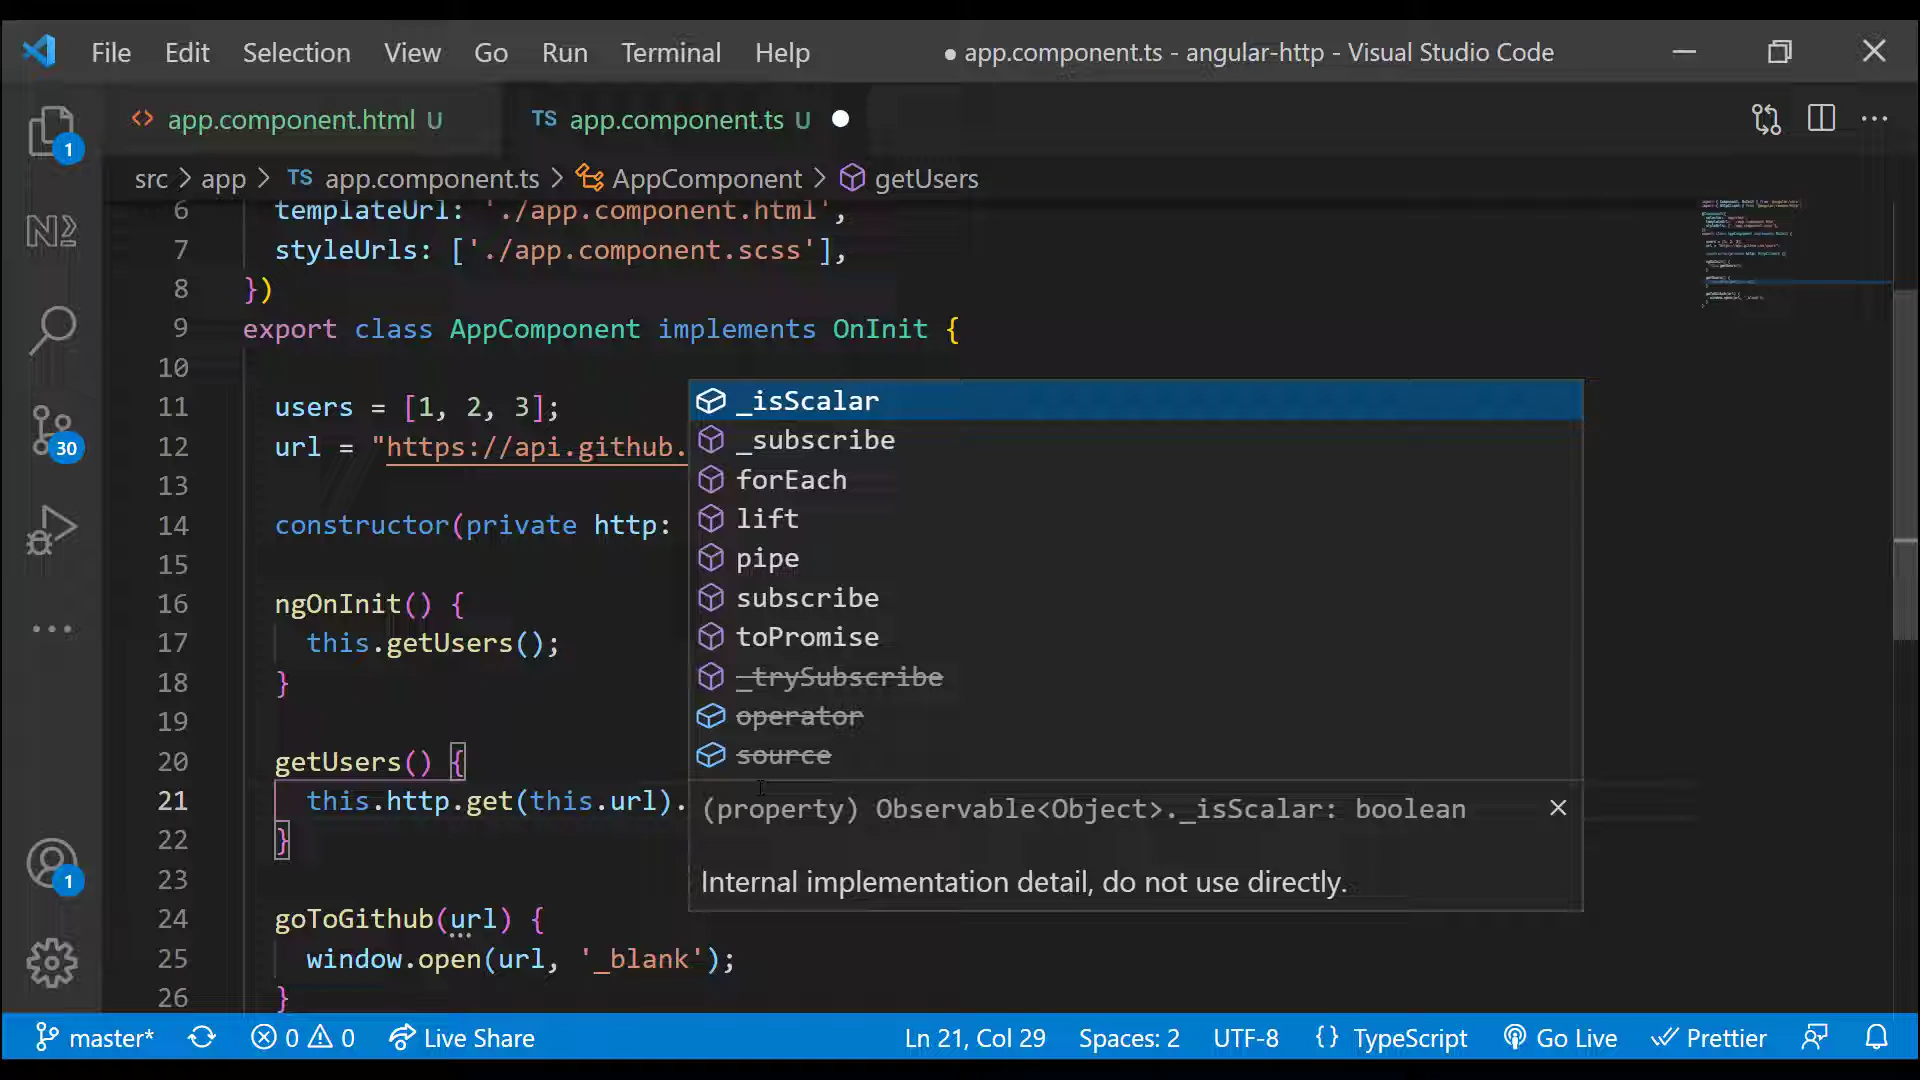 File Edit Selection View Go Run Terminal Help ● app.component.ts - angular-http - Visual Studio Code
<> app.component.html U TS app.component.ts U
src > app > TS app.component.ts > AppComponent > getUsers
1
30
1
6 templateUrl: './app.component.html',
7 styleUrls: ['./app.component.scss'],
8 })
9 export class AppComponent implements OnInit {
10
11 users = [1, 2, 3];
12 url = "https://api.github.
13
14 constructor(private http:
15
16 ngOnInit() {
17 this.getUsers();
18 }
19
20 getUsers() {
21 this.http.get(this.url).
22 }
23
24 goToGithub(url) {
25 window.open(url, '_blank');
26 }
_isScalar
_subscribe
forEach
lift
pipe
subscribe
toPromise
_trySubscribe
operator
source
(property) Observable<Object>._isScalar: boolean
Internal implementation detail, do not use directly.
master* 0 0 Live Share Ln 21, Col 29 Spaces: 2 UTF-8 {} TypeScript Go Live Prettier